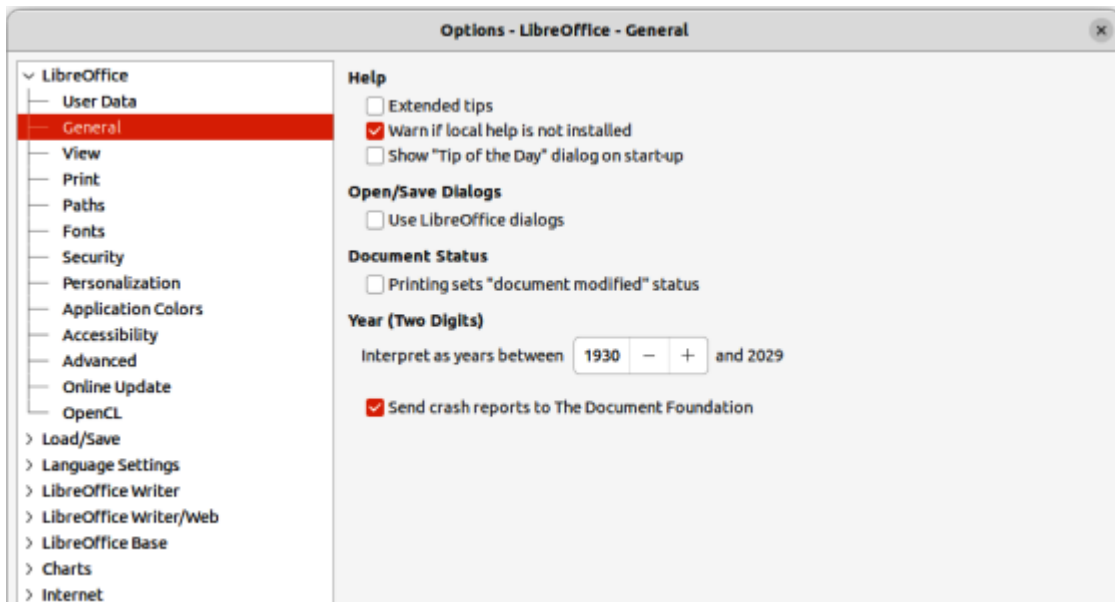 Options - LibreOffice - General
LibreOffice
User Data
General
View
Print
Paths
Fonts
Security
Personalization
Application Colors
Accessibility
Advanced
Online Update
OpenCL
Load/Save
Language Settings
LibreOffice Writer
LibreOffice Writer/Web
LibreOffice Base
Charts
Internet
Help
Extended tips
Warn if local help is not installed
Show "Tip of the Day" dialog on start-up
Open/Save Dialogs
Use LibreOffice dialogs
Document Status
Printing sets "document modified" status
Year (Two Digits)
Interpret as years between 1930 − + and 2029
Send crash reports to The Document Foundation